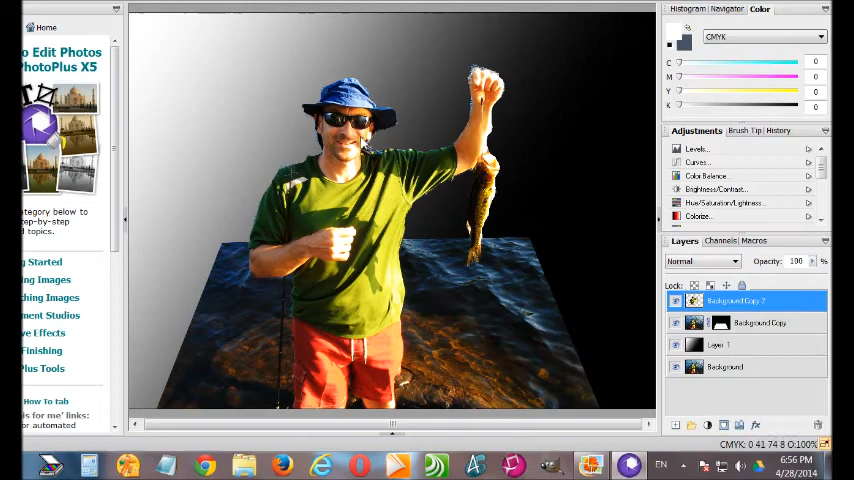 Home
o Edit Photos
PhotoPlus X5
ategory below to
step-by-step
d topics.
g Started
ning Images
ching Images
ment Studios
Finishing
Plus Tasks
How To tab
is for me' links:
or automated
Histogram Navigator Color
CMYK
C 0
M 0
Y 0
K 0
Adjustments Brush Tip History
Levels...
Curves...
Color Balance...
Brightness/Contrast...
Hue/Saturation/Lightness...
Colorize...
Layers Channels Macros
Normal Opacity: 100 %
Lock:
Background Copy 2
Background Copy
Layer 1
Background
CMYK: 0 41 74 8 O:100%
EN
6:56 PM
4/28/2014